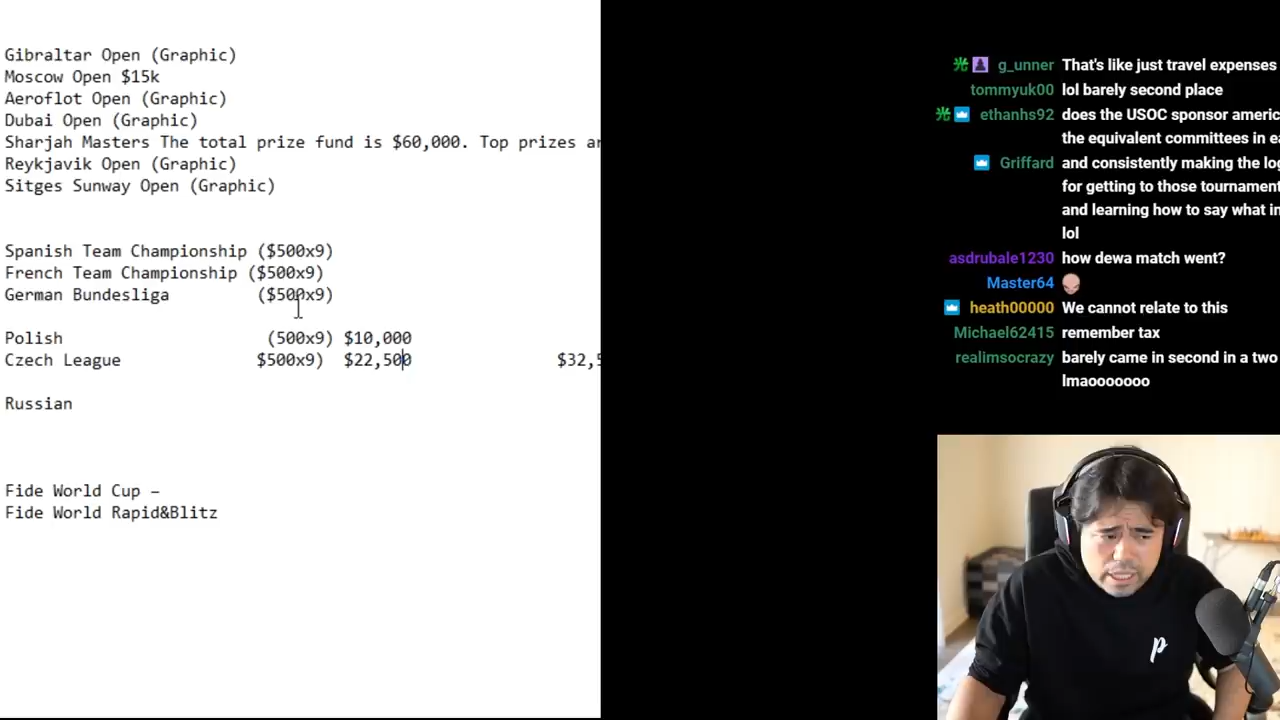 Gibraltar Open (Graphic)
Moscow Open $15k
Aeroflot Open (Graphic)
Dubai Open (Graphic)
Sharjah Masters The total prize fund is $60,000. Top prizes
Reykjavik Open (Graphic)
Sitges Sunway Open (Graphic)
Spanish Team Championship ($500x9)
French Team Championship ($500x9)
German Bundesliga ($500x9)
Polish (500x9) $10,000
Czech League $500x9) $22,500 $32,5
Russian
Fide World Cup –
Fide World Rapid&Blitz
g_unner That's like just travel expenses
tommyuk00 lol barely second place
ethanhs92 does the USOC sponsor americ
the equivalent committees in ea
Griffard and consistently making the log
for getting to those tournament
and learning how to say what in
lol
asdrubale1230 how dewa match went?
Master64
heath00000 We cannot relate to this
Michael62415 remember tax
realimsocrazy barely came in second in a two
lmaooooooo
p